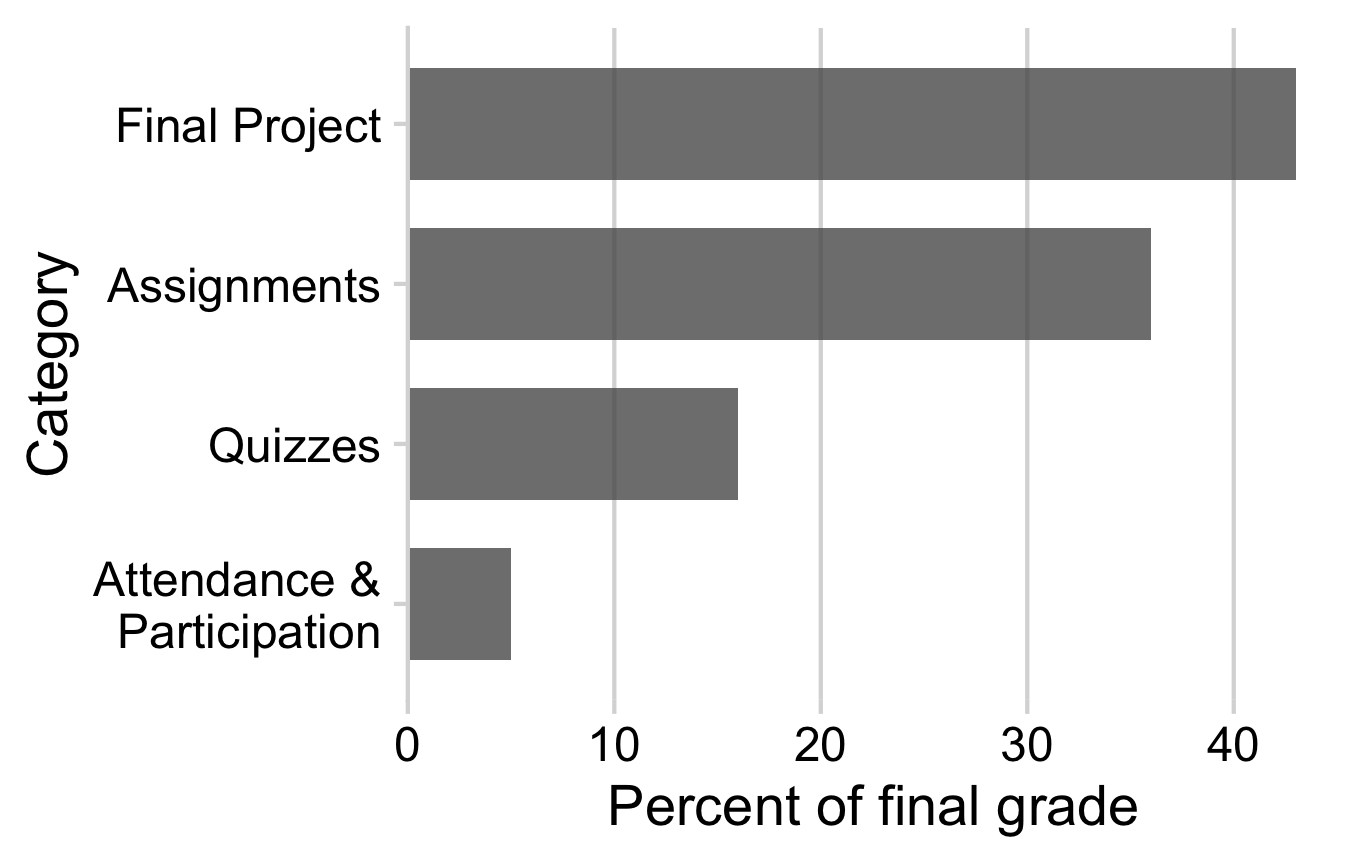 Final Project
Assignments
Quizzes
Attendance &
Participation
Category
0 10 20 30 40
Percent of final grade